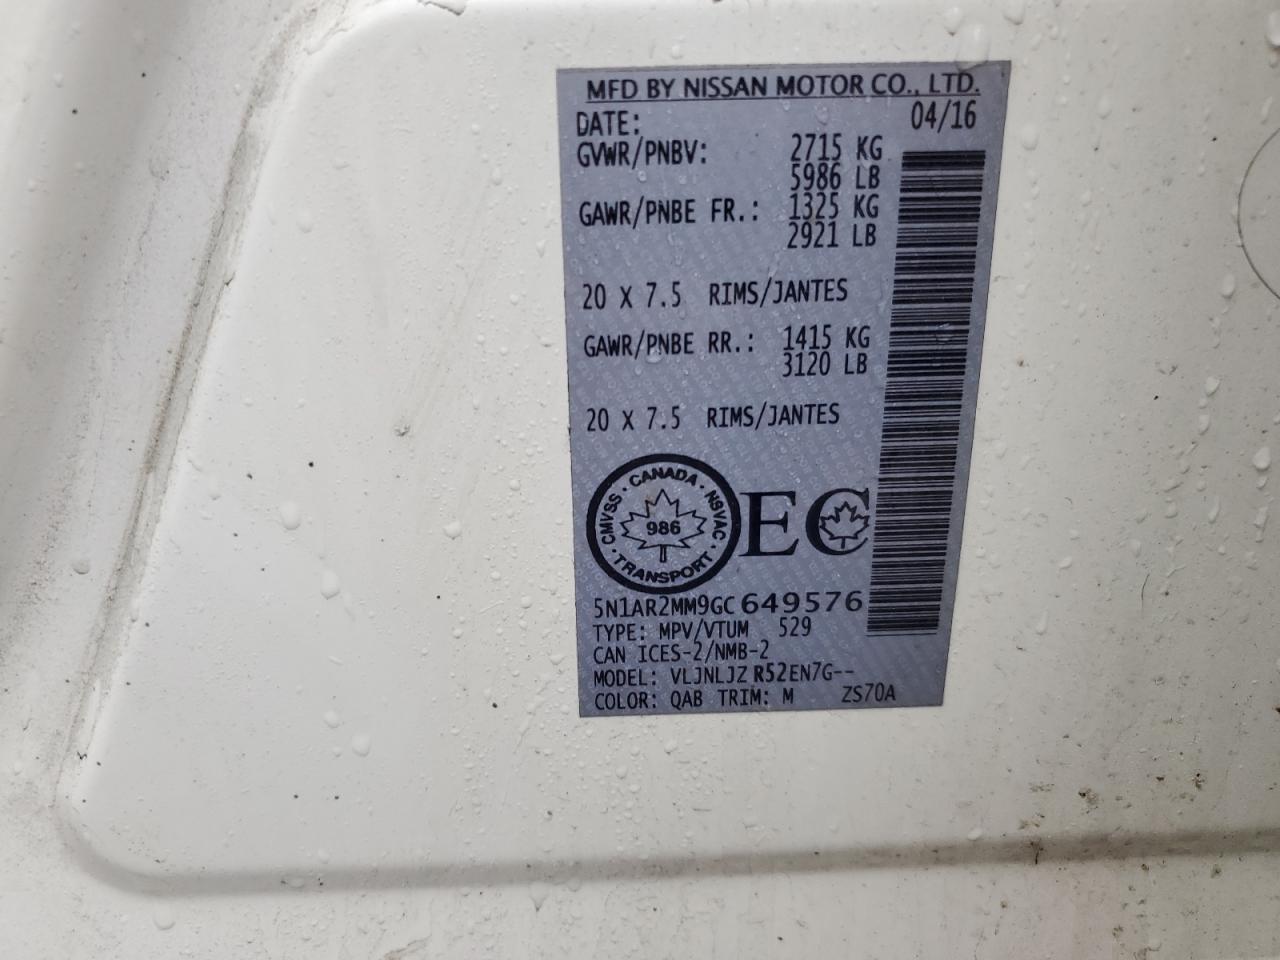 MFD BY NISSAN MOTOR CO., LTD.
DATE: 04/16
GVWR/PNBV: 2715 KG
5986 LB
GAWR/PNBE FR.: 1325 KG
2921 LB
20 X 7.5 RIMS/JANTES
GAWR/PNBE RR.: 1415 KG
3120 LB
20 X 7.5 RIMS/JANTES
CMVSS · CANADA · NSVAC · TRANSPORT ·
986
EC
5N1AR2MM9GC649576
TYPE: MPV/VTUM 529
CAN ICES-2/NMB-2
MODEL: VLJNLJZ R52EN7G--
COLOR: QAB TRIM: M ZS70A